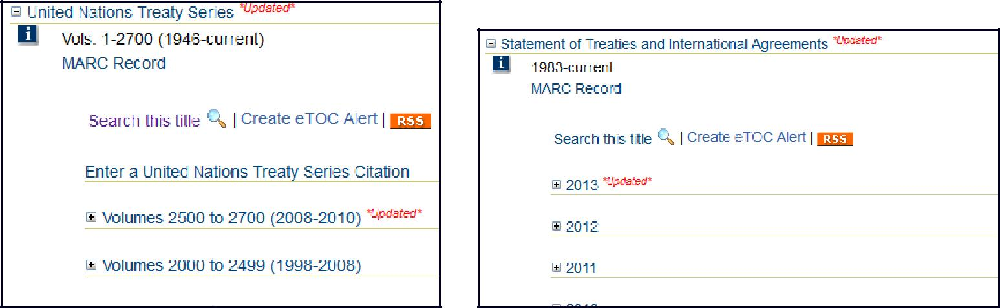 United Nations Treaty Series *Updated*
i
Vols. 1-2700 (1946-current)
MARC Record
Search this title | Create eTOC Alert | RSS
Enter a United Nations Treaty Series Citation
Volumes 2500 to 2700 (2008-2010) *Updated*
Volumes 2000 to 2499 (1998-2008)
Statement of Treaties and International Agreements *Updated*
i
1983-current
MARC Record
Search this title | Create eTOC Alert | RSS
2013 *Updated*
2012
2011